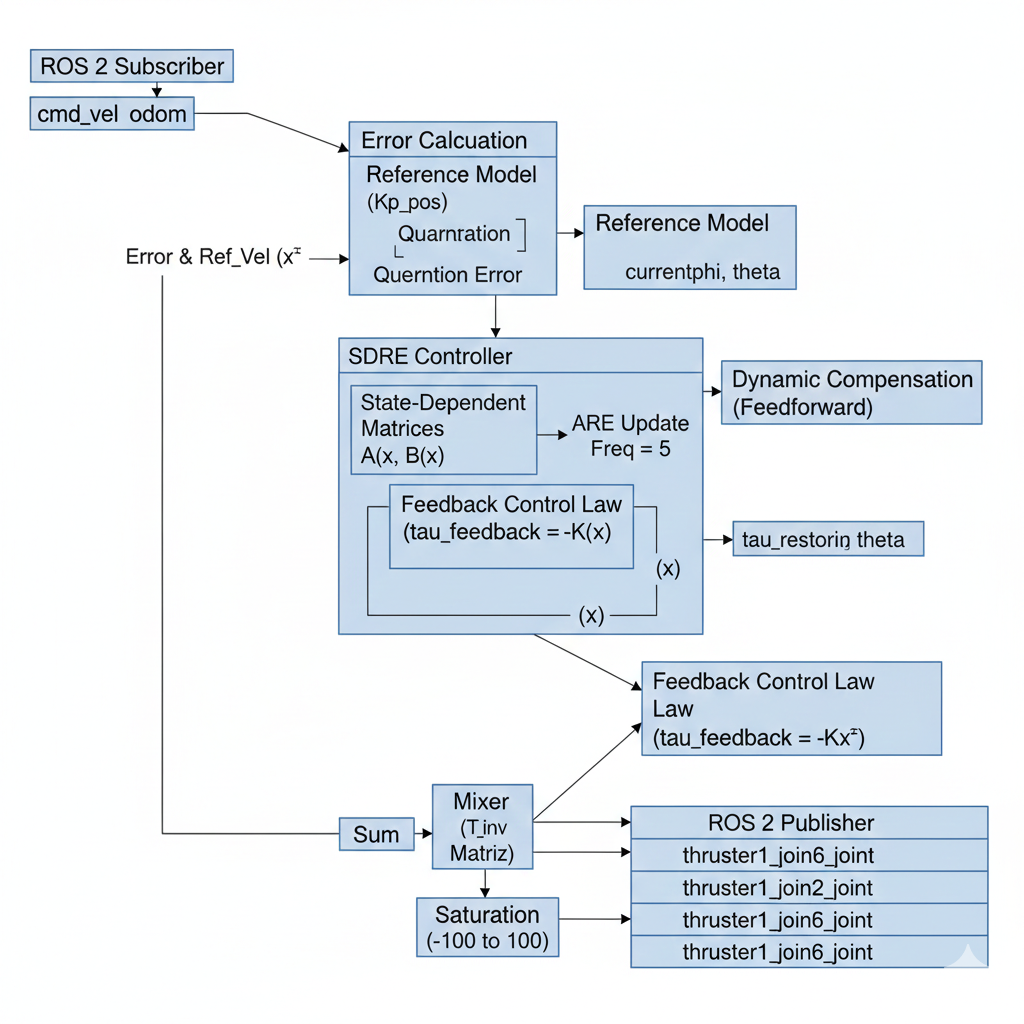 ROS 2 Subscriber
cmd_vel odom
Error Calcuation
Reference Model
(Kp_pos)
Quarnration
Querntion Error
Error & Ref_Vel (x
Reference Model
currentphi, theta
SDRE Controller
State-Dependent
Matrices
A(x, B(x)
ARE Update
Freq = 5
Feedback Control Law
(tau_feedback = -K(x)
(x)
(x)
Dynamic Compensation
(Feedforward)
tau_restoring theta
Feedback Control Law
Law
(tau_feedback = -Kx
Sum
Mixer
(T_inv
Matriz)
Saturation
(-100 to 100)
ROS 2 Publisher
thruster1_join6_joint
thruster1_join2_joint
thruster1_join6_joint
thruster1_join6_joint